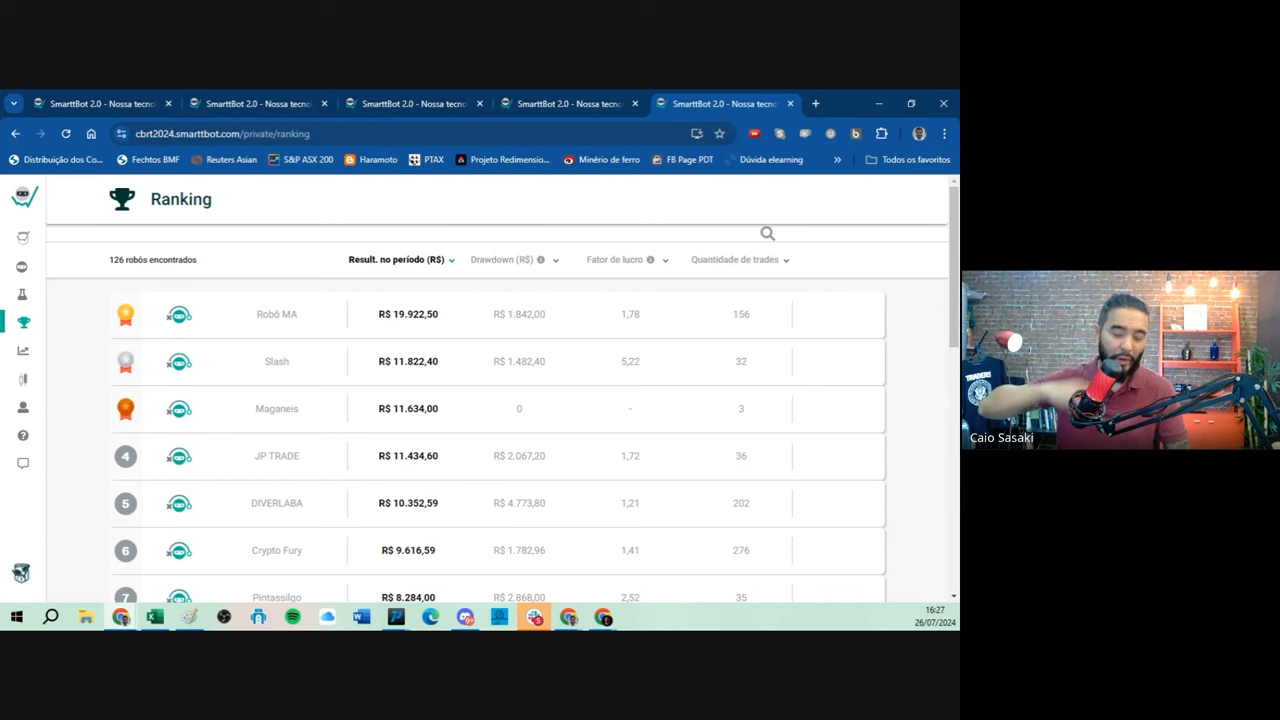 SmarttBot 2.0 - Nossa tecno
SmarttBot 2.0 - Nossa tecno
SmarttBot 2.0 - Nossa tecno
SmarttBot 2.0 - Nossa tecno
SmarttBot 2.0 - Nossa tecno
cbrt2024.smarttbot.com/private/ranking
Distribuição dos Co...
Fechtos BMF
Reuters Asian
S&P ASX 200
Haramoto
PTAX
Projeto Redimensio...
Minério de ferro
FB Page PDT
Dúvida elearning
Todos os favoritos
Ranking
126 robôs encontrados
Result. no período (R$)
Drawdown (R$)
Fator de lucro
Quantidade de trades
Robô MA R$ 19.922,50 R$ 1.842,00 1,78 156
Slash R$ 11.822,40 R$ 1.482,40 5,22 32
Maganeis R$ 11.634,00 0 - 3
4 JP TRADE R$ 11.434,60 R$ 2.067,20 1,72 36
5 DIVERLABA R$ 10.352,59 R$ 4.773,80 1,21 202
6 Crypto Fury R$ 9.616,59 R$ 1.782,96 1,41 276
7 Pintassilgo R$ 8.284,00 R$ 2.868,00 2,52 35
16:27
26/07/2024
TRADERS
Caio Sasaki